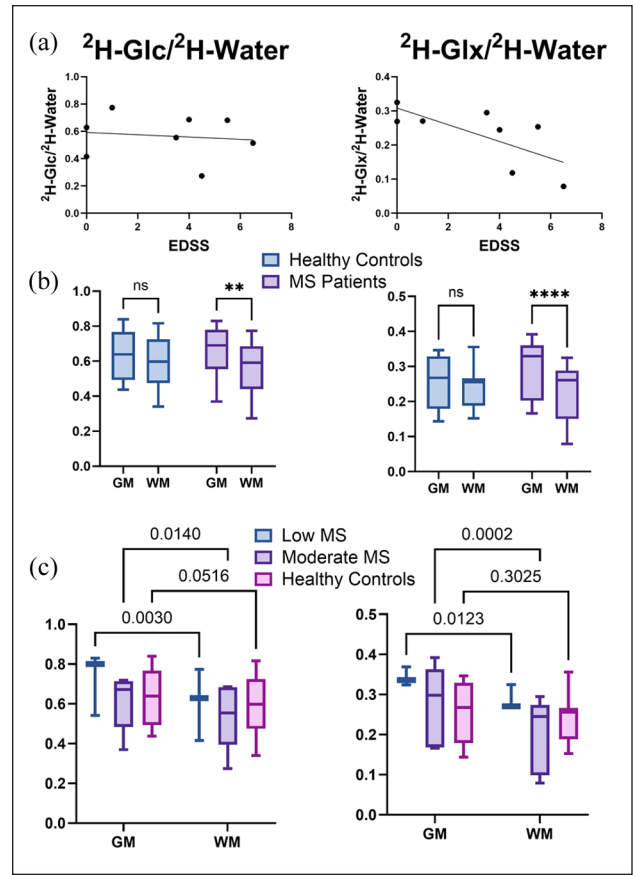 (a)
²H-Glc/²H-Water
²H-Glx/²H-Water
²H-Glc/²H-Water
1.0
0.8
0.6
0.4
0.2
0.0
0 2 4 6 8
EDSS
²H-Glx/²H-Water
0.4
0.3
0.2
0.1
0.0
0 2 4 6 8
EDSS
(b)
Healthy Controls
MS Patients
1.0
0.8
0.6
0.4
0.2
0.0
ns
**
GM WM GM WM
0.5
0.4
0.3
0.2
0.1
0.0
ns
****
GM WM GM WM
(c)
Low MS
Moderate MS
Healthy Controls
0.0140
0.0516
0.0030
1.0
0.8
0.6
0.4
0.2
0.0
GM WM
0.0002
0.3025
0.0123
0.5
0.4
0.3
0.2
0.1
0.0
GM WM